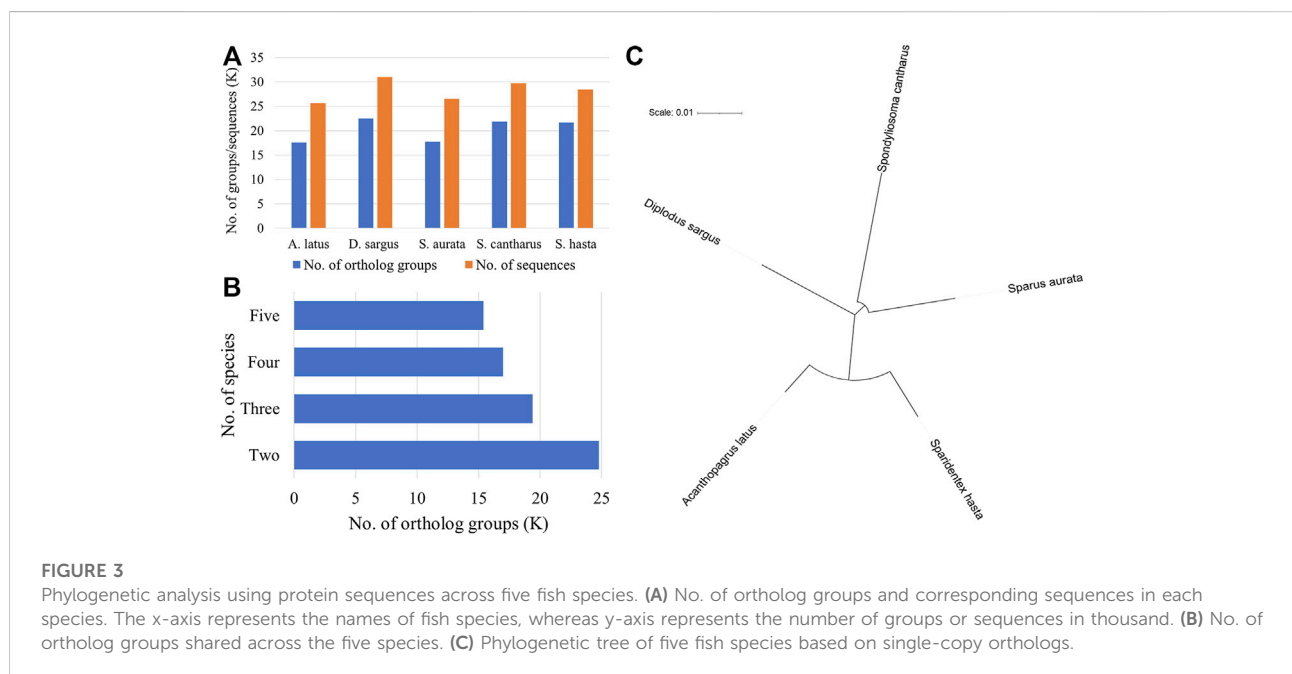 A
No. of groups/sequences (K)
35
30
25
20
15
10
5
0
A. latus D. sargus S. aurata S. cantharus S. hasta
No. of ortholog groups No. of sequences
B
No. of species
Five
Four
Three
Two
0 5 10 15 20 25
No. of ortholog groups (K)
C
Scale: 0.01
Spondyliosoma cantharus
Diplodus sargus
Sparus aurata
Acanthopagrus latus
Sparidentex hasta
FIGURE 3
Phylogenetic analysis using protein sequences across five fish species. (A) No. of ortholog groups and corresponding sequences in each
species. The x-axis represents the names of fish species, whereas y-axis represents the number of groups or sequences in thousand. (B) No. of
ortholog groups shared across the five species. (C) Phylogenetic tree of five fish species based on single-copy orthologs.